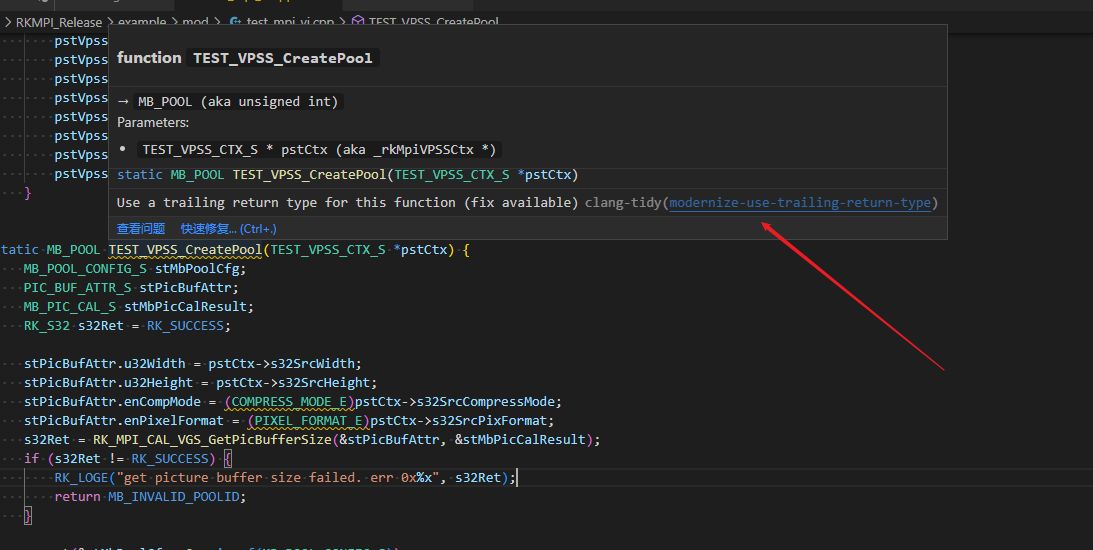 RKMPI_Release > example > mod > test_mpi_vi.cpp > TEST_VPSS_CreatePool
pstVpss
pstVpss
pstVpss
pstVpss
pstVpss
pstVpss
pstVpss
pstVpss
}
function TEST_VPSS_CreatePool
→ MB_POOL (aka unsigned int)
Parameters:
• TEST_VPSS_CTX_S * pstCtx (aka _rkMpiVPSSCtx *)
static MB_POOL TEST_VPSS_CreatePool(TEST_VPSS_CTX_S *pstCtx)
Use a trailing return type for this function (fix available) clang-tidy(modernize-use-trailing-return-type)
查看问题 快速修复... (Ctrl+.)
tatic MB_POOL TEST_VPSS_CreatePool(TEST_VPSS_CTX_S *pstCtx) {
MB_POOL_CONFIG_S stMbPoolCfg;
PIC_BUF_ATTR_S stPicBufAttr;
MB_PIC_CAL_S stMbPicCalResult;
RK_S32 s32Ret = RK_SUCCESS;
stPicBufAttr.u32Width = pstCtx->s32SrcWidth;
stPicBufAttr.u32Height = pstCtx->s32SrcHeight;
stPicBufAttr.enCompMode = (COMPRESS_MODE_E)pstCtx->s32SrcCompressMode;
stPicBufAttr.enPixelFormat = (PIXEL_FORMAT_E)pstCtx->s32SrcPixFormat;
s32Ret = RK_MPI_CAL_VGS_GetPicBufferSize(&stPicBufAttr, &stMbPicCalResult);
if (s32Ret != RK_SUCCESS) {
RK_LOGE("get picture buffer size failed. err 0x%x", s32Ret);
return MB_INVALID_POOLID;
}